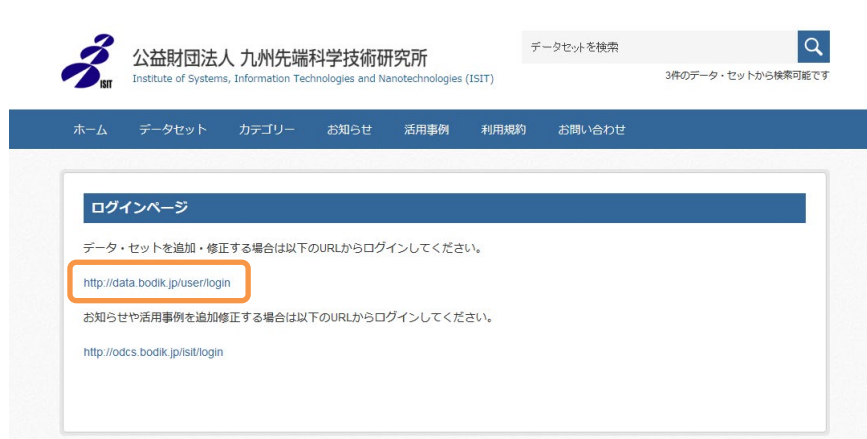 ISIT
公益財団法人 九州先端科学技術研究所
Institute of Systems, Information Technologies and Nanotechnologies (ISIT)
データセットを検索
3件のデータ・セットから検索可能です
ホーム データセット カテゴリー お知らせ 活用事例 利用規約 お問い合わせ
ログインページ
データ・セットを追加・修正する場合は以下のURLからログインしてください。
http://data.bodik.jp/user/login
お知らせや活用事例を追加修正する場合は以下のURLからログインしてください。
http://odcs.bodik.jp/isit/login